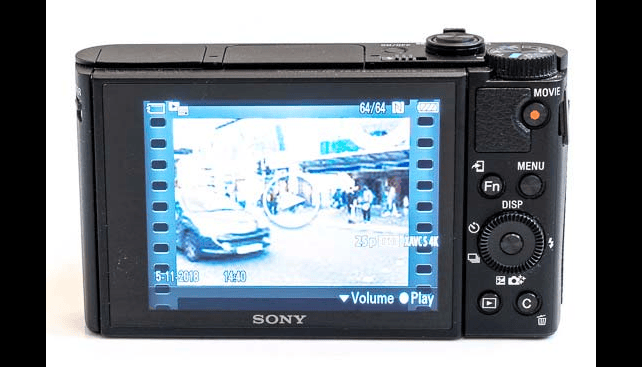 MOVIE
64/64
MENU
Fn
DISP
25p XAVC S 4K
5-11-2018 14:40
Volume Play
C
SONY